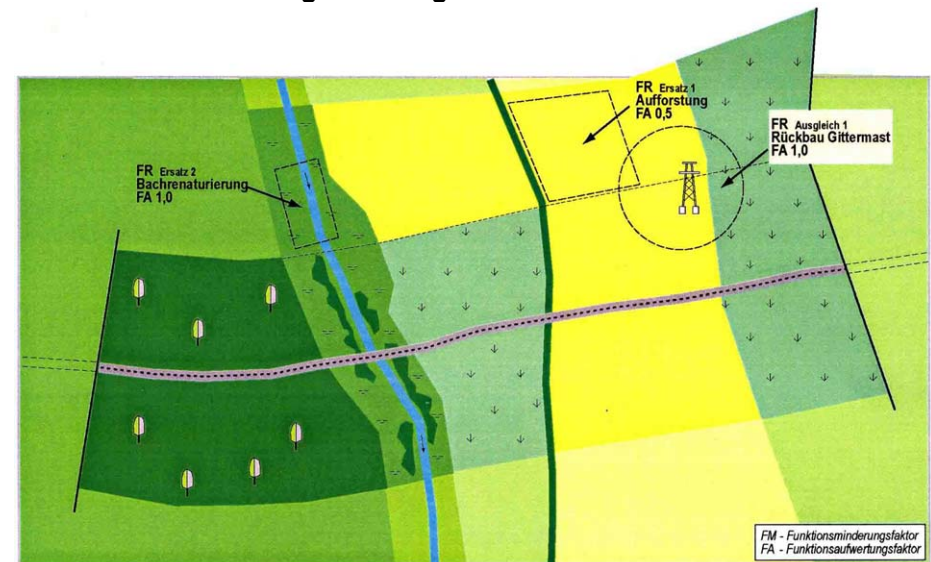 FR Ersatz 1
Aufforstung
FA 0,5
FR Ausgleich 1
Rückbau Gittermast
FA 1,0
FR Ersatz 2
Bachrenaturierung
FA 1,0
FM - Funktionsminderungsfaktor
FA - Funktionsaufwertungsfaktor